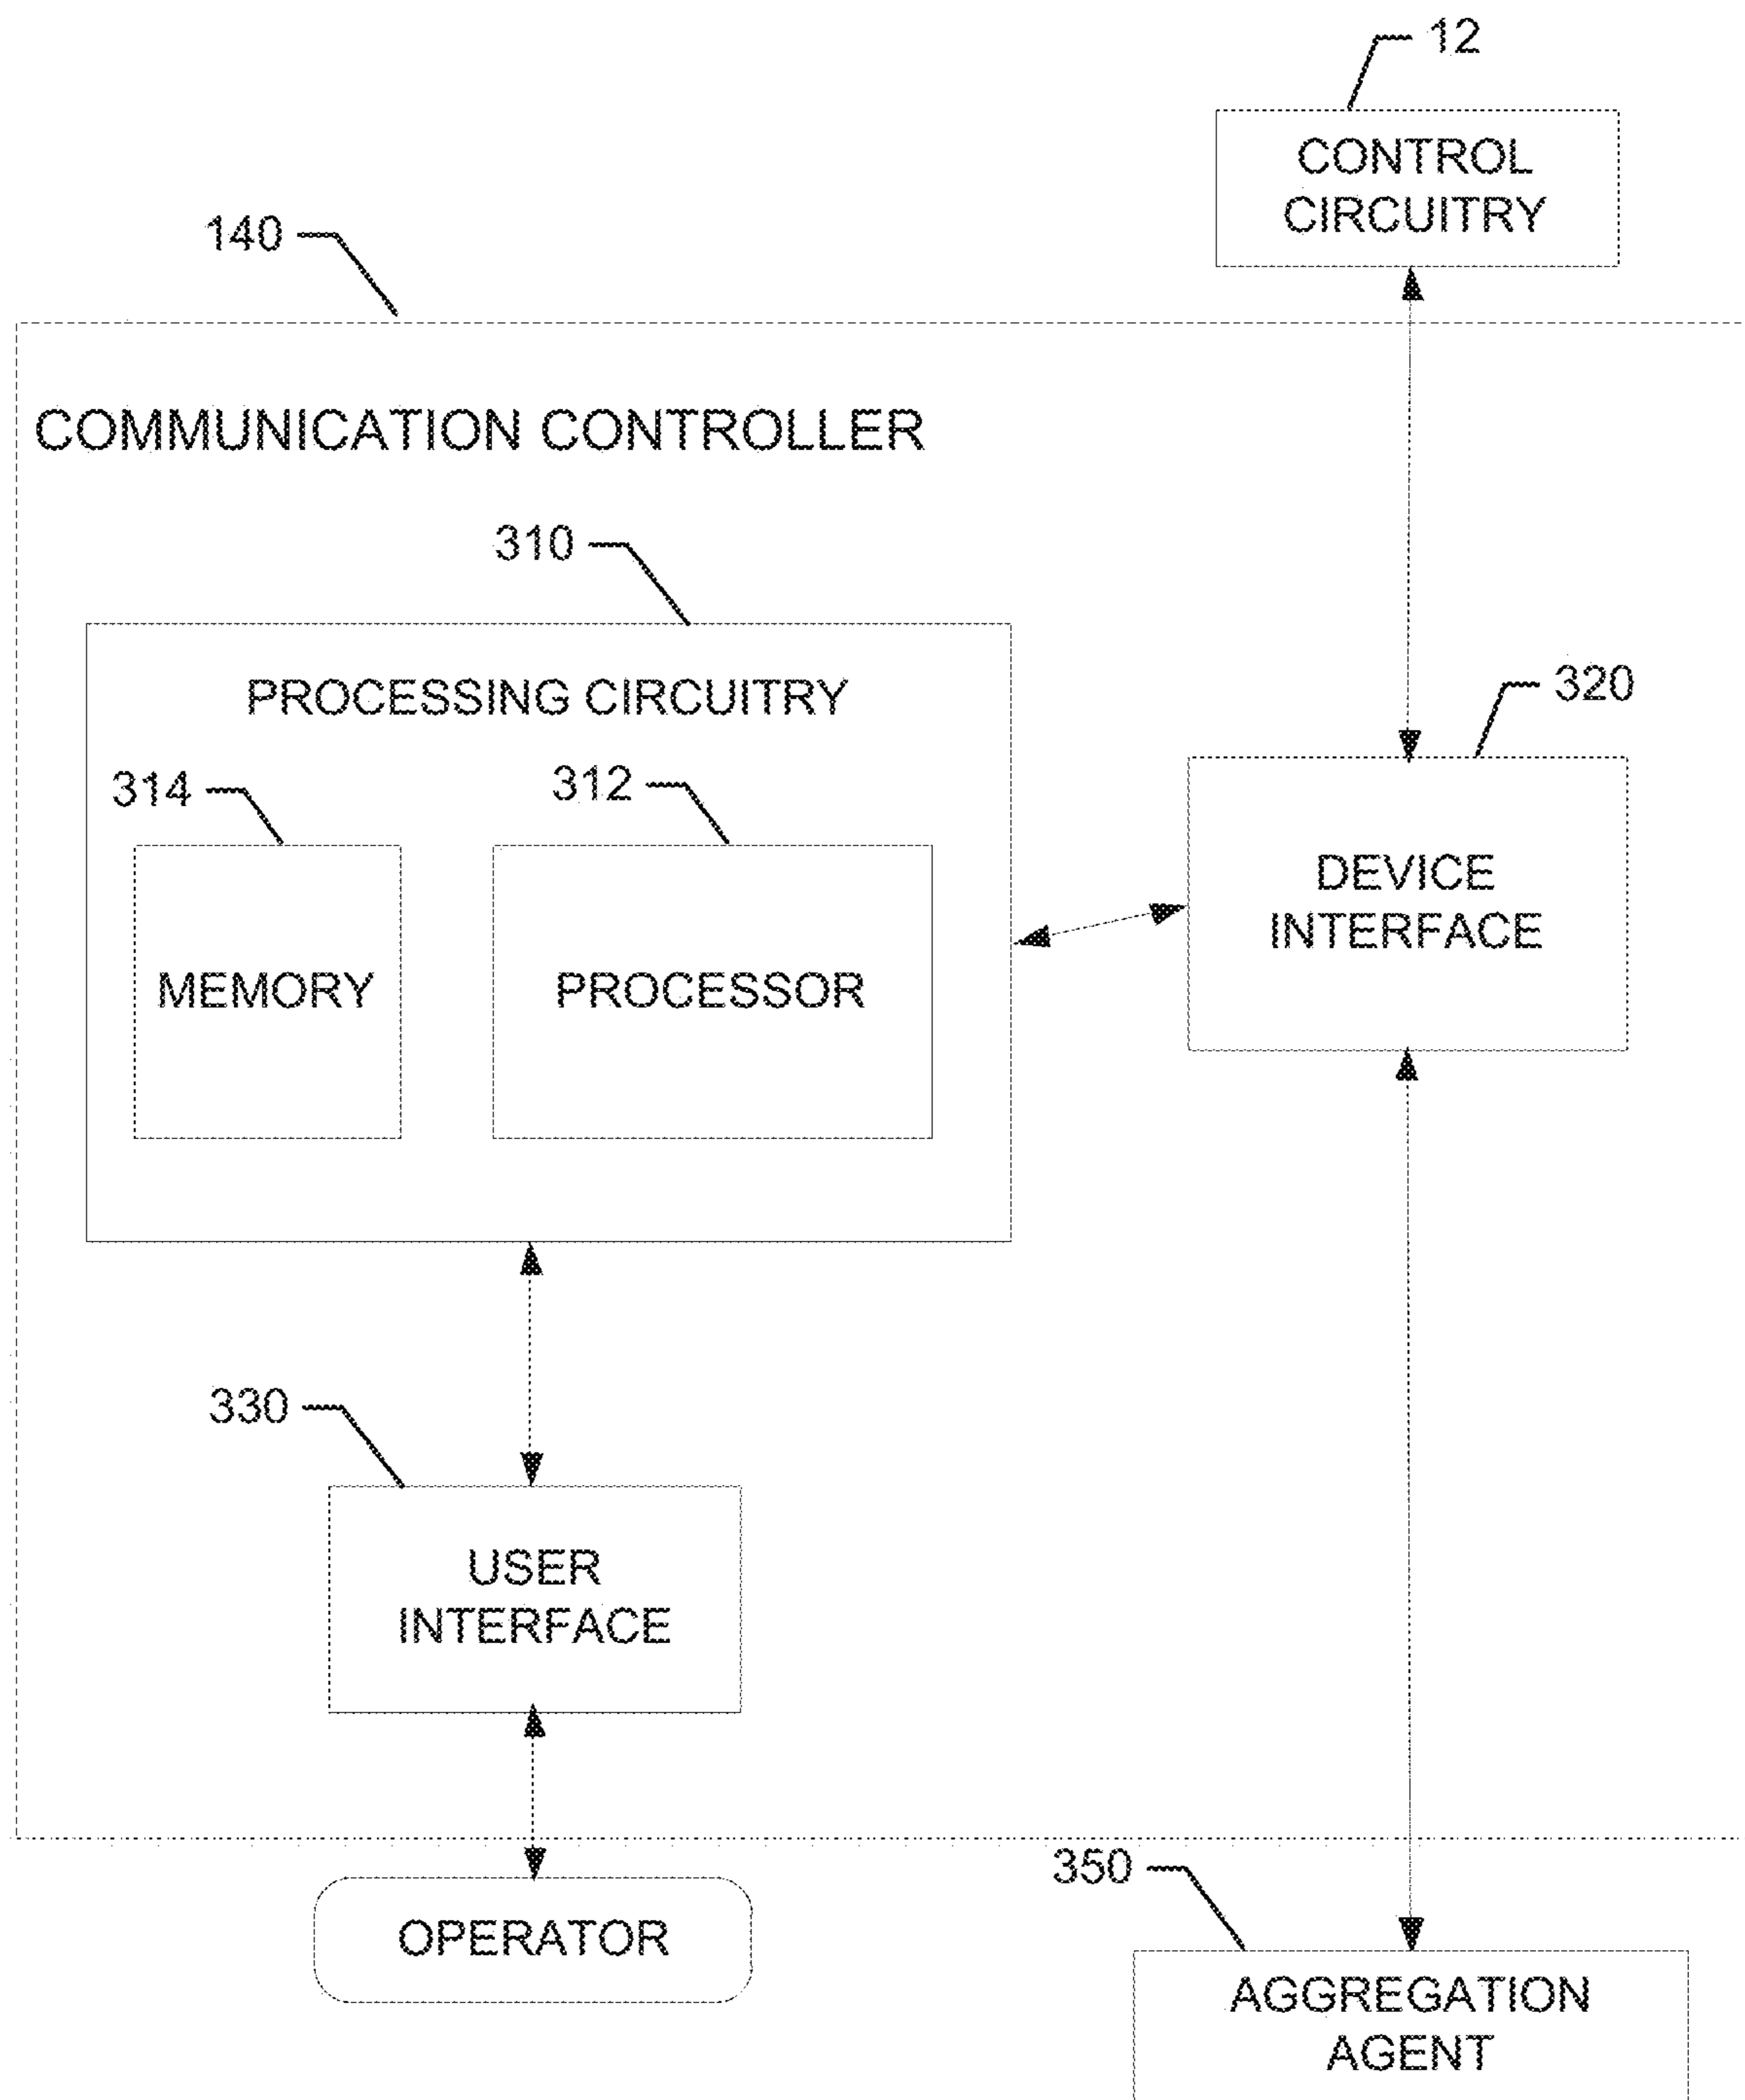 12
CONTROL
CIRCUITRY
140
COMMUNICATION CONTROLLER
310
PROCESSING CIRCUITRY
320
314
312
DEVICE
INTERFACE
MEMORY
PROCESSOR
330
USER
INTERFACE
350
OPERATOR
AGGREGATION
AGENT